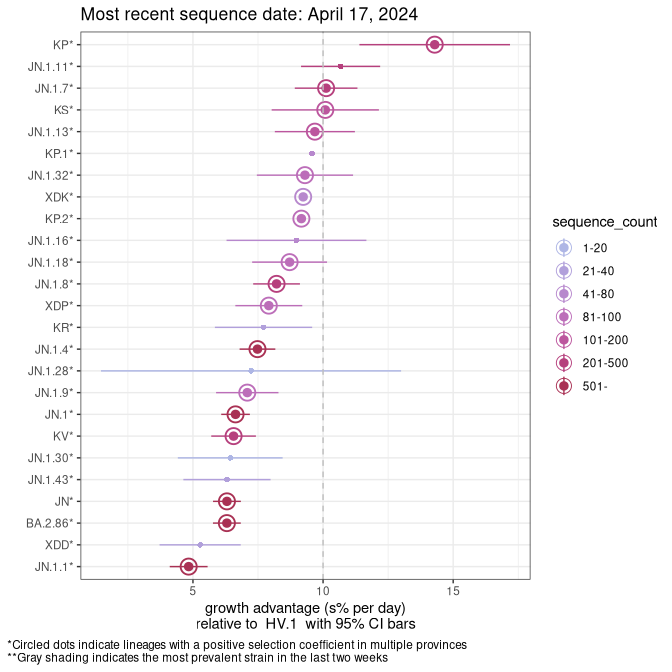 Most recent sequence date: April 17, 2024
KP*
JN.1.11*
JN.1.7*
KS*
JN.1.13*
KP.1*
JN.1.32*
XDK*
KP.2*
JN.1.16*
JN.1.18*
JN.1.8*
XDP*
KR*
JN.1.4*
JN.1.28*
JN.1.9*
JN.1*
KV*
JN.1.30*
JN.1.43*
JN*
BA.2.86*
XDD*
JN.1.1*
5 10 15
growth advantage (s% per day)
relative to HV.1 with 95% CI bars
sequence_count
1-20
21-40
41-80
81-100
101-200
201-500
501-
*Circled dots indicate lineages with a positive selection coefficient in multiple provinces
**Gray shading indicates the most prevalent strain in the last two weeks